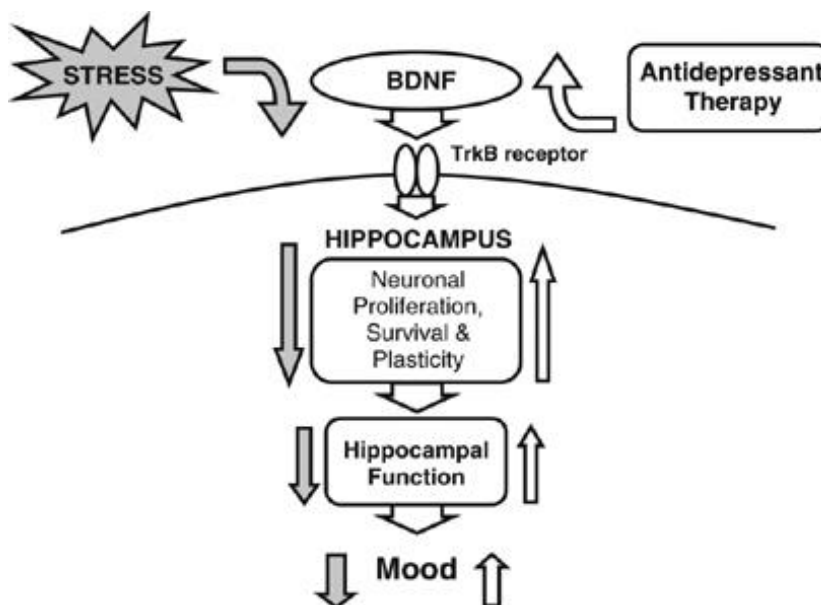 STRESS
BDNF
Antidepressant
Therapy
TrkB receptor
HIPPOCAMPUS
Neuronal
Proliferation,
Survival &
Plasticity
Hippocampal
Function
Mood